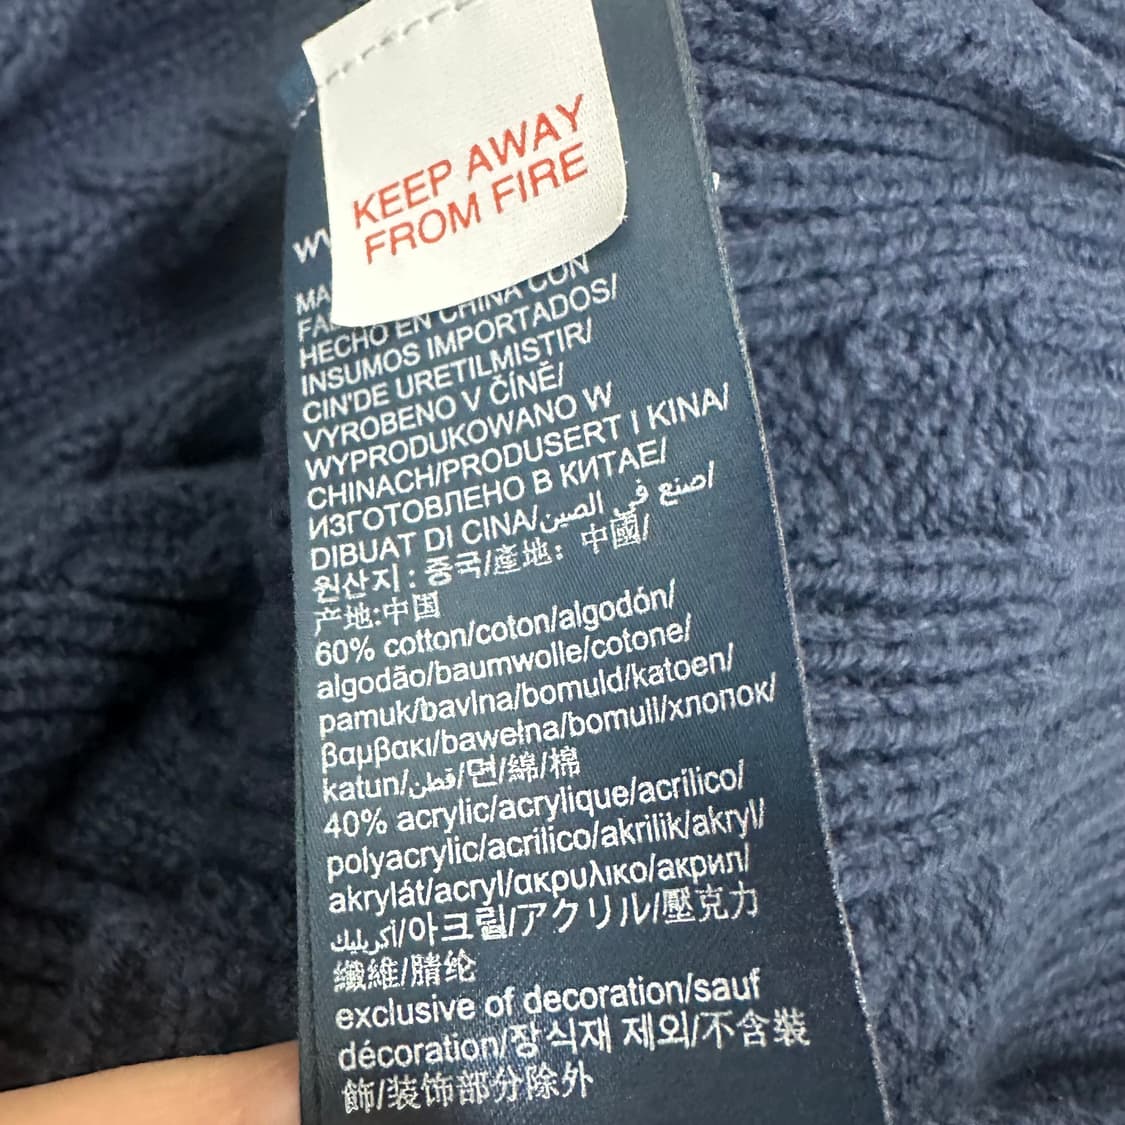 KEEP AWAY
FROM FIRE
HECHO EN CHINA CON
INSUMOS IMPORTADOS/
CIN'DE URETILMISTIR/
VYROBENO V ČÍNĚ/
WYPRODUKOWANO W
CHINACH/PRODUSERT I KINA/
ИЗГОТОВЛЕНО В КИТАЕ/
DIBUAT DI CINA/صنع في الصين/
원산지: 중국/產地: 中國/
产地:中国
60% cotton/coton/algodón/
algodão/baumwolle/cotone/
pamuk/bavlna/bomuld/katoen/
βαμβακι/bawełna/bomull/хлопок/
katun/قطن/면/綿/棉
40% acrylic/acrylique/acrílico/
polyacrylic/acrilico/akrilik/akryl/
akrylát/acryl/ακρυλικο/акрил/
أكريليك/아크릴/アクリル/壓克力
纖維/腈纶
exclusive of decoration/sauf
décoration/장식재 제외/不含裝
飾/装饰部分除外